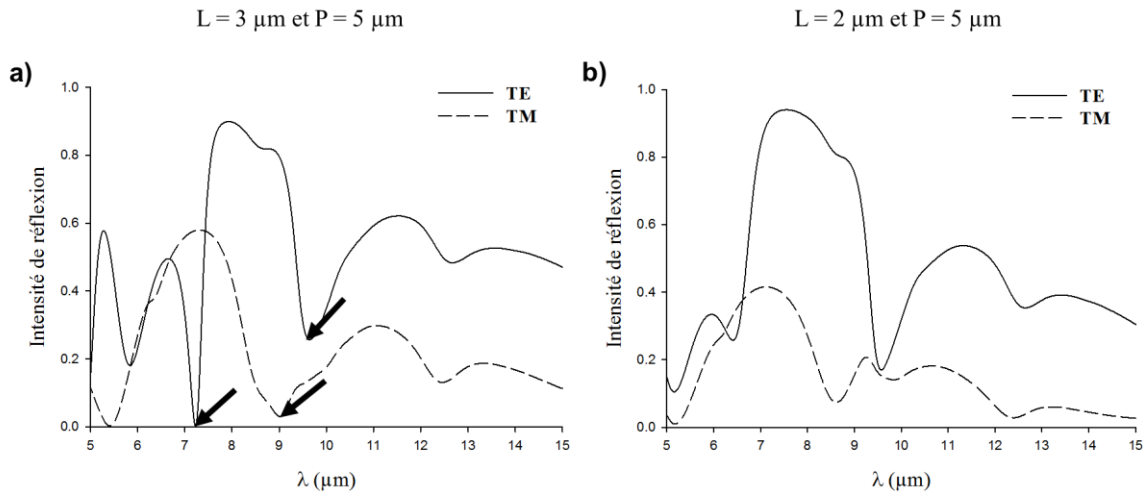 L = 3 µm et P = 5 µm
L = 2 µm et P = 5 µm
a)
TE
TM
Intensité de réflexion
1.0
0.8
0.6
0.4
0.2
0.0
5 6 7 8 9 10 11 12 13 14 15
λ (µm)
b)
TE
TM
Intensité de réflexion
1.0
0.8
0.6
0.4
0.2
0.0
5 6 7 8 9 10 11 12 13 14 15
λ (µm)